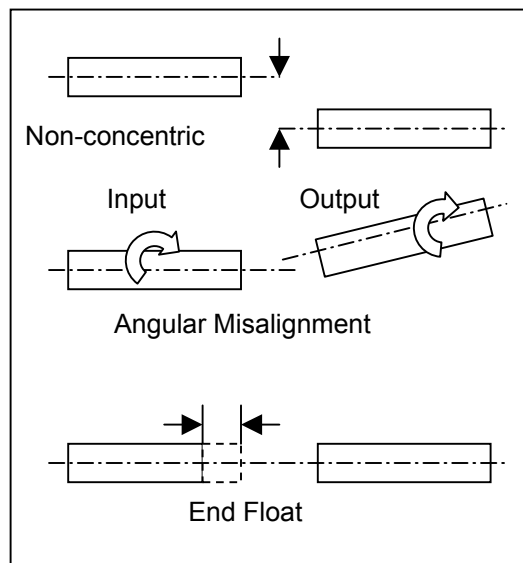 Non-concentric
Input Output
Angular Misalignment
End Float